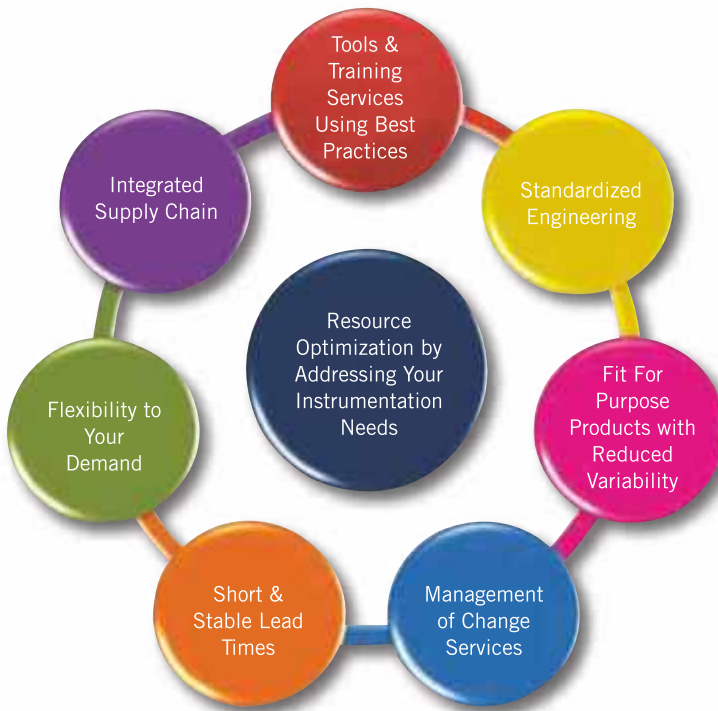 Tools &
Training
Services
Using Best
Practices
Standardized
Engineering
Fit For
Purpose
Products with
Reduced
Variability
Management
of Change
Services
Short &
Stable Lead
Times
Flexibility to
Your
Demand
Integrated
Supply Chain
Resource
Optimization by
Addressing Your
Instrumentation
Needs